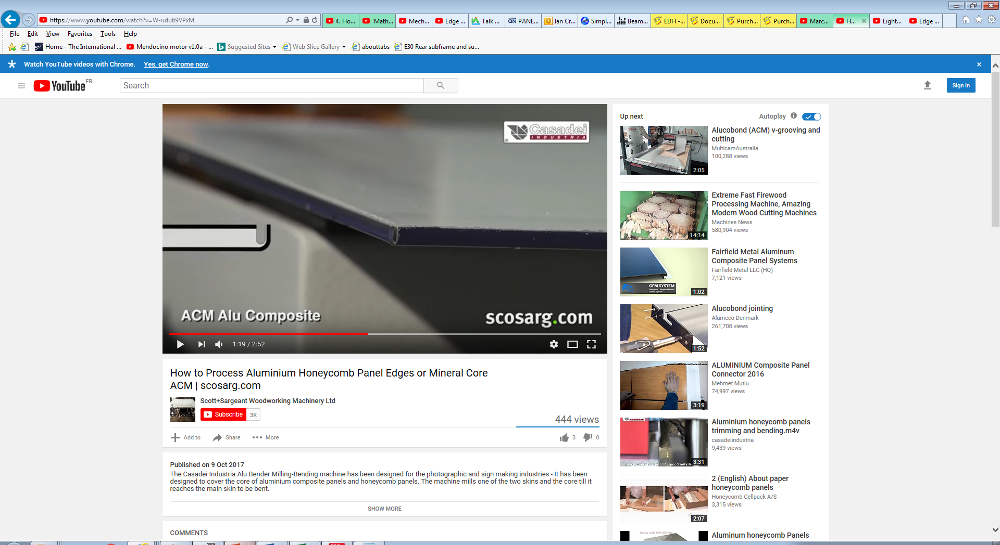 https://www.youtube.com/watch?v=W-udub9VPxM
4. Ho...
'Math...
Mech...
Edge ...
Talk ...
QN PANE...
Ian Cr...
Simpl...
Beam...
EDH -...
Docu...
Purch...
Purch...
Marc...
H...
Light...
Edge ...
File Edit View Favorites Tools Help
Home - The International ...
Mendocino motor v1.0a - ...
Suggested Sites
Web Slice Gallery
abouttabs
E30 Rear subframe and su...
Watch YouTube videos with Chrome. Yes, get Chrome now.
YouTube FR
Search
Sign in
Casadei
INDUSTRIA
ACM Alu Composite
scosarg.com
1:19 / 2:52
How to Process Aluminium Honeycomb Panel Edges or Mineral Core
ACM | scosarg.com
Scott+Sargeant Woodworking Machinery Ltd
Subscribe 3K
444 views
Add to Share More 3 0
Published on 9 Oct 2017
The Casadei Industria Alu Bender Milling-Bending machine has been designed for the photographic and sign making industries - It has been
designed to cover the core of aluminium composite panels and honeycomb panels. The machine mills one of the two skins and the core till it
reaches the main skin to be bent.
SHOW MORE
COMMENTS
Up next Autoplay
Alucobond (ACM) v-grooving and
cutting
MulticamAustralia
100,288 views
2:05
Extreme Fast Firewood
Processing Machine, Amazing
Modern Wood Cutting Machines
Machines News
580,904 views
14:14
Fairfield Metal Aluminum
Composite Panel Systems
Fairfield Metal LLC (HQ)
7,121 views
GFM SYSTEM
1:02
Alucobond jointing
Alumeco Denmark
261,708 views
1:52
ALUMINIUM Composite Panel
Connector 2016
Mehmet Mutlu
74,997 views
3:19
Aluminium honeycomb panels
trimming and bending.m4v
casadeiindustria
9,439 views
3:31
2 (English) About paper
honeycomb panels
Honeycomb Cellpack A/S
3,315 views
2:07
Aluminum honeycomb Panels